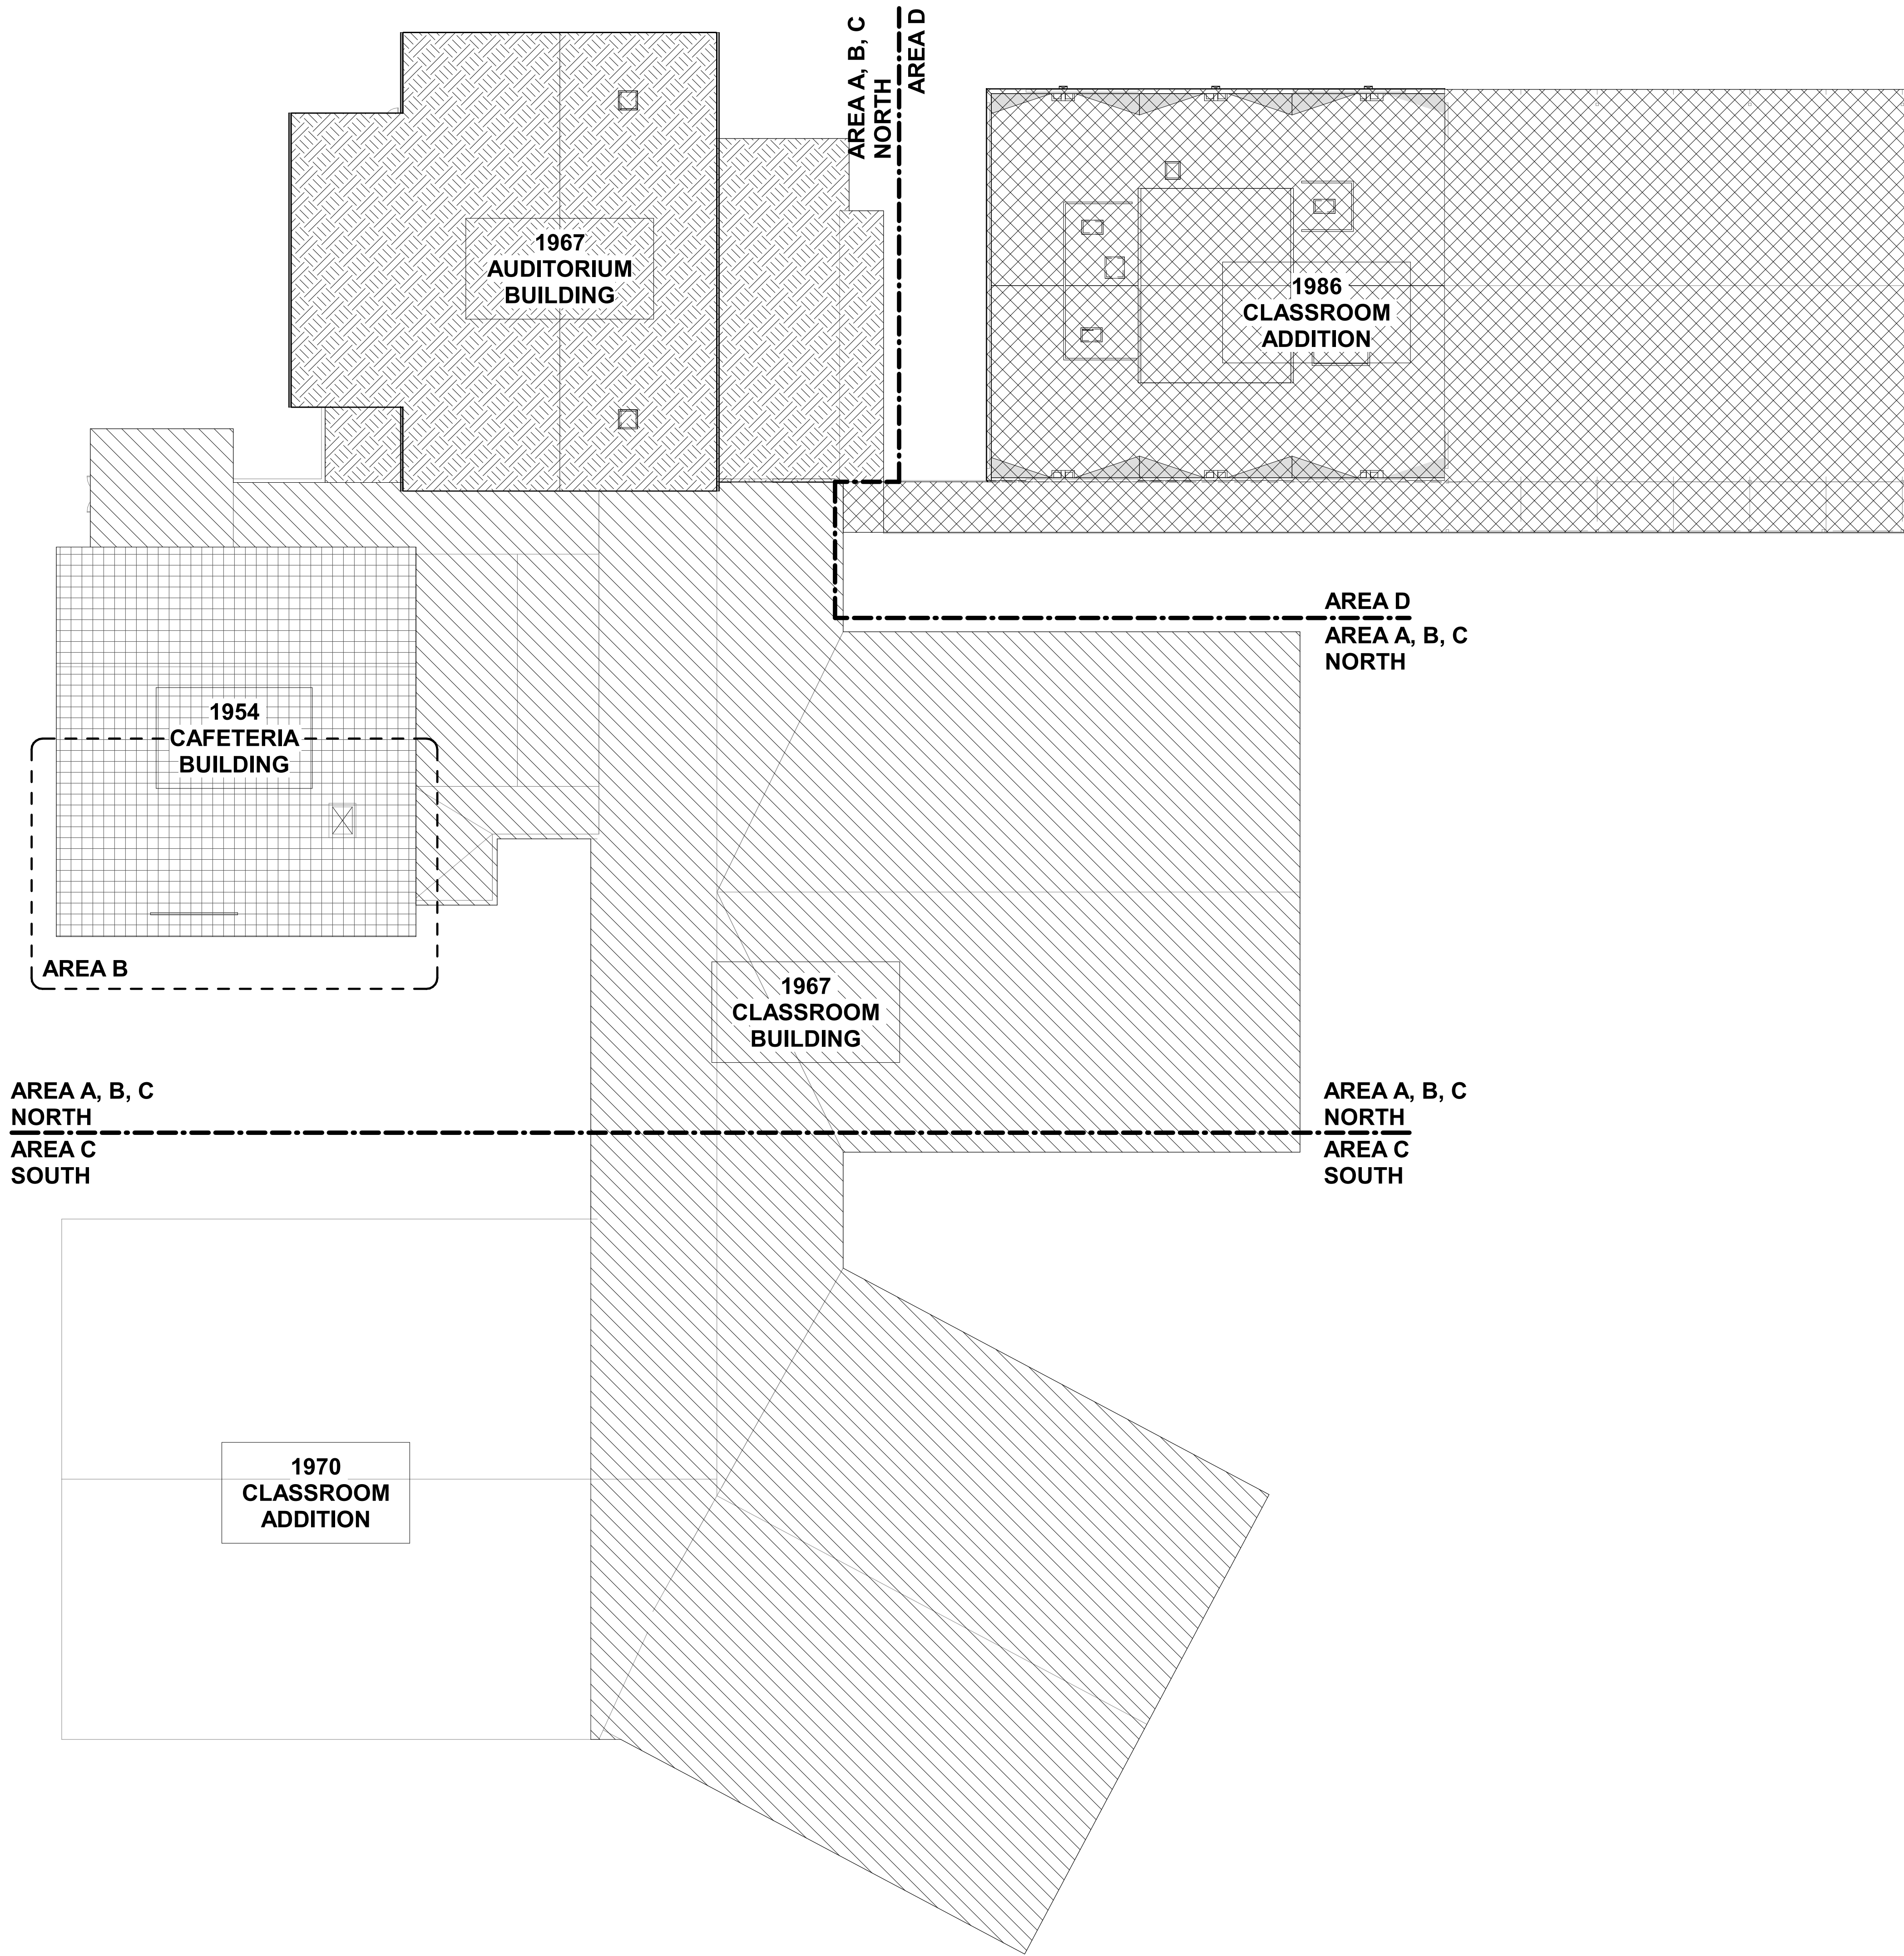 AREA A, B, C
NORTH
AREA D
1967
AUDITORIUM
BUILDING
1986
CLASSROOM
ADDITION
AREA D
AREA A, B, C
NORTH
1954
CAFETERIA
BUILDING
AREA B
1967
CLASSROOM
BUILDING
AREA A, B, C
NORTH
AREA C
SOUTH
AREA A, B, C
NORTH
AREA C
SOUTH
1970
CLASSROOM
ADDITION